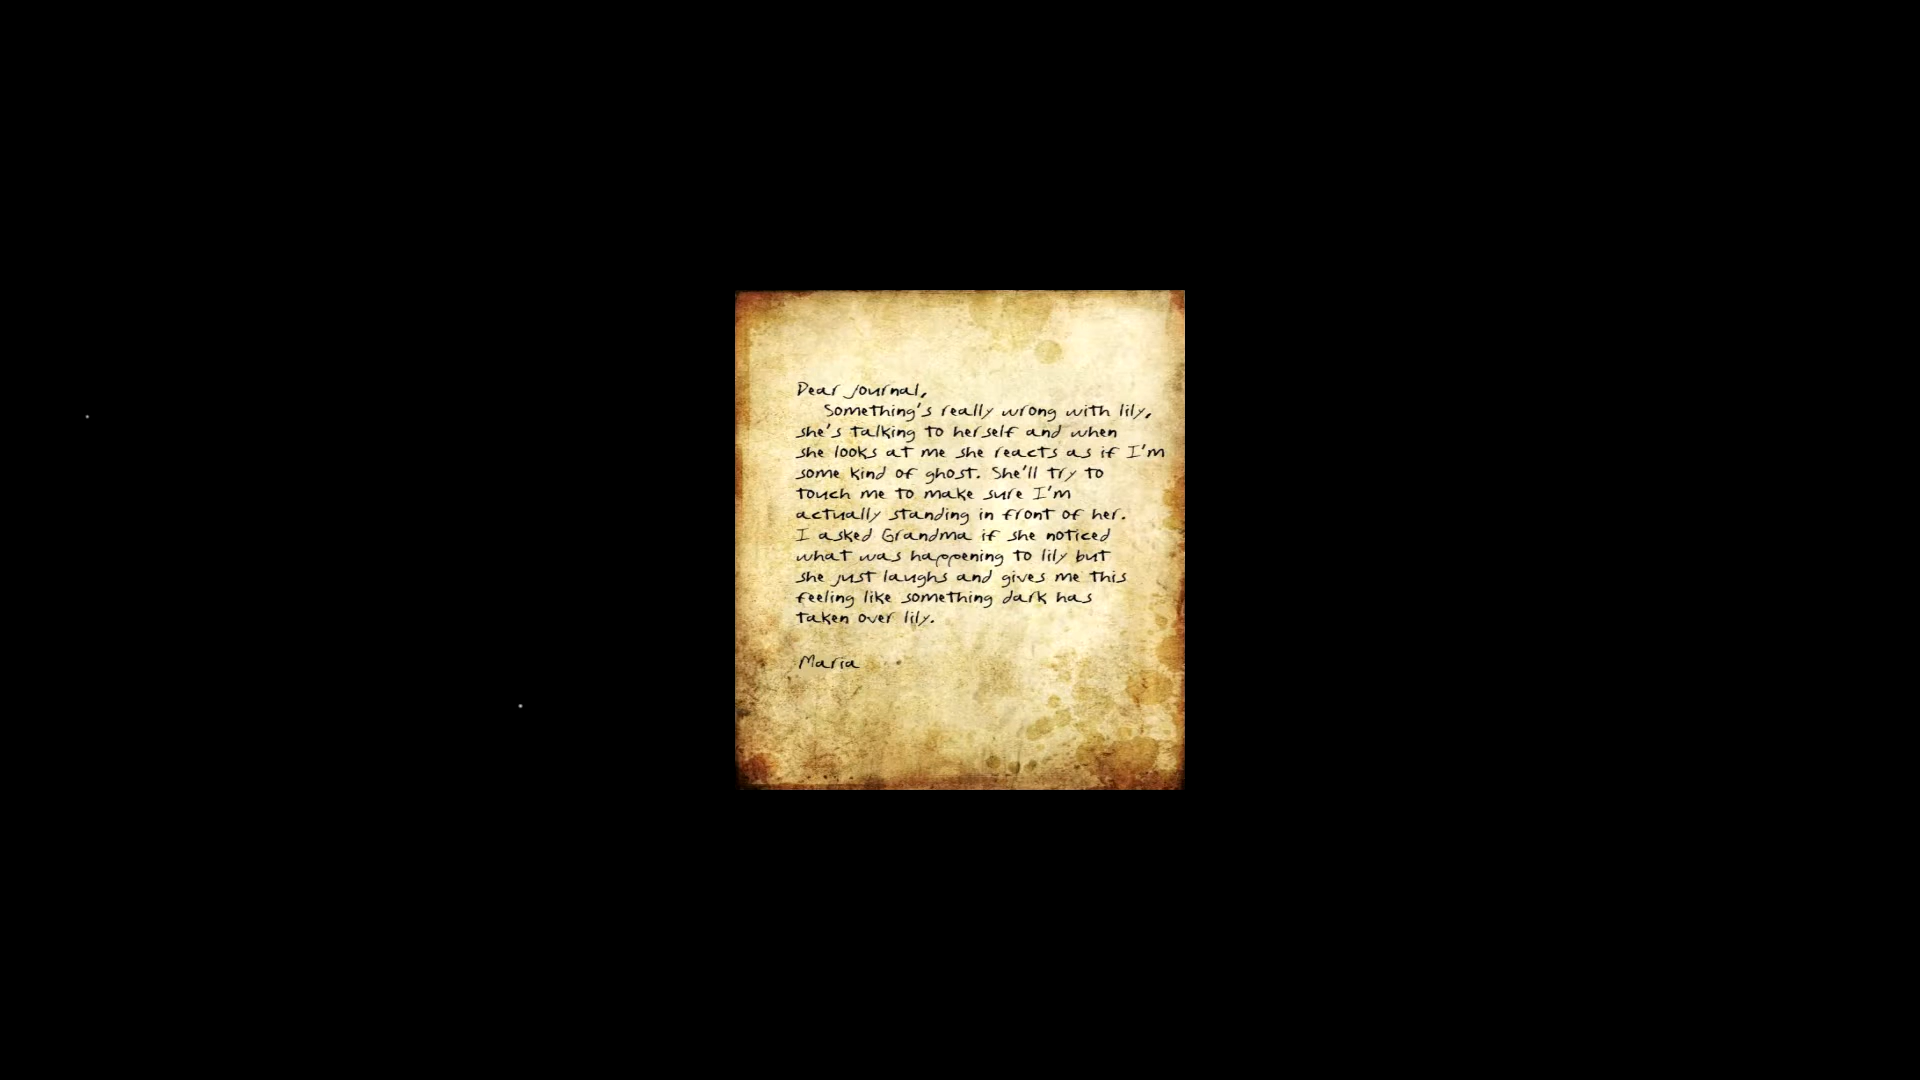 Dear journal,
Something's really wrong with lily,
she's talking to herself and when
she looks at me she reacts as if I'm
some kind of ghost. She'll try to
touch me to make sure I'm
actually standing in front of her.
I asked Grandma if she noticed
what was happening to lily but
she just laughs and gives me this
feeling like something dark has
taken over lily.
Maria